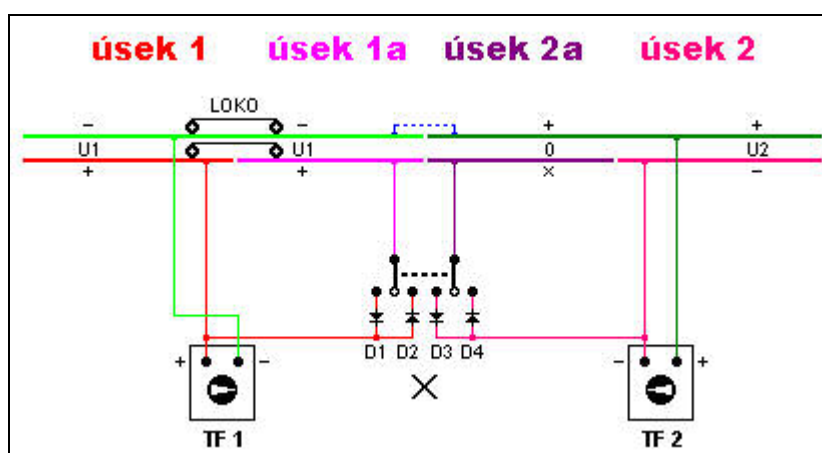 úsek 1 úsek 1a úsek 2a úsek 2
LOKO
- - + +
U1 U1 0 U2
+ + × -
D1 D2 D3 D4
+ - - +
TF 1 TF 2